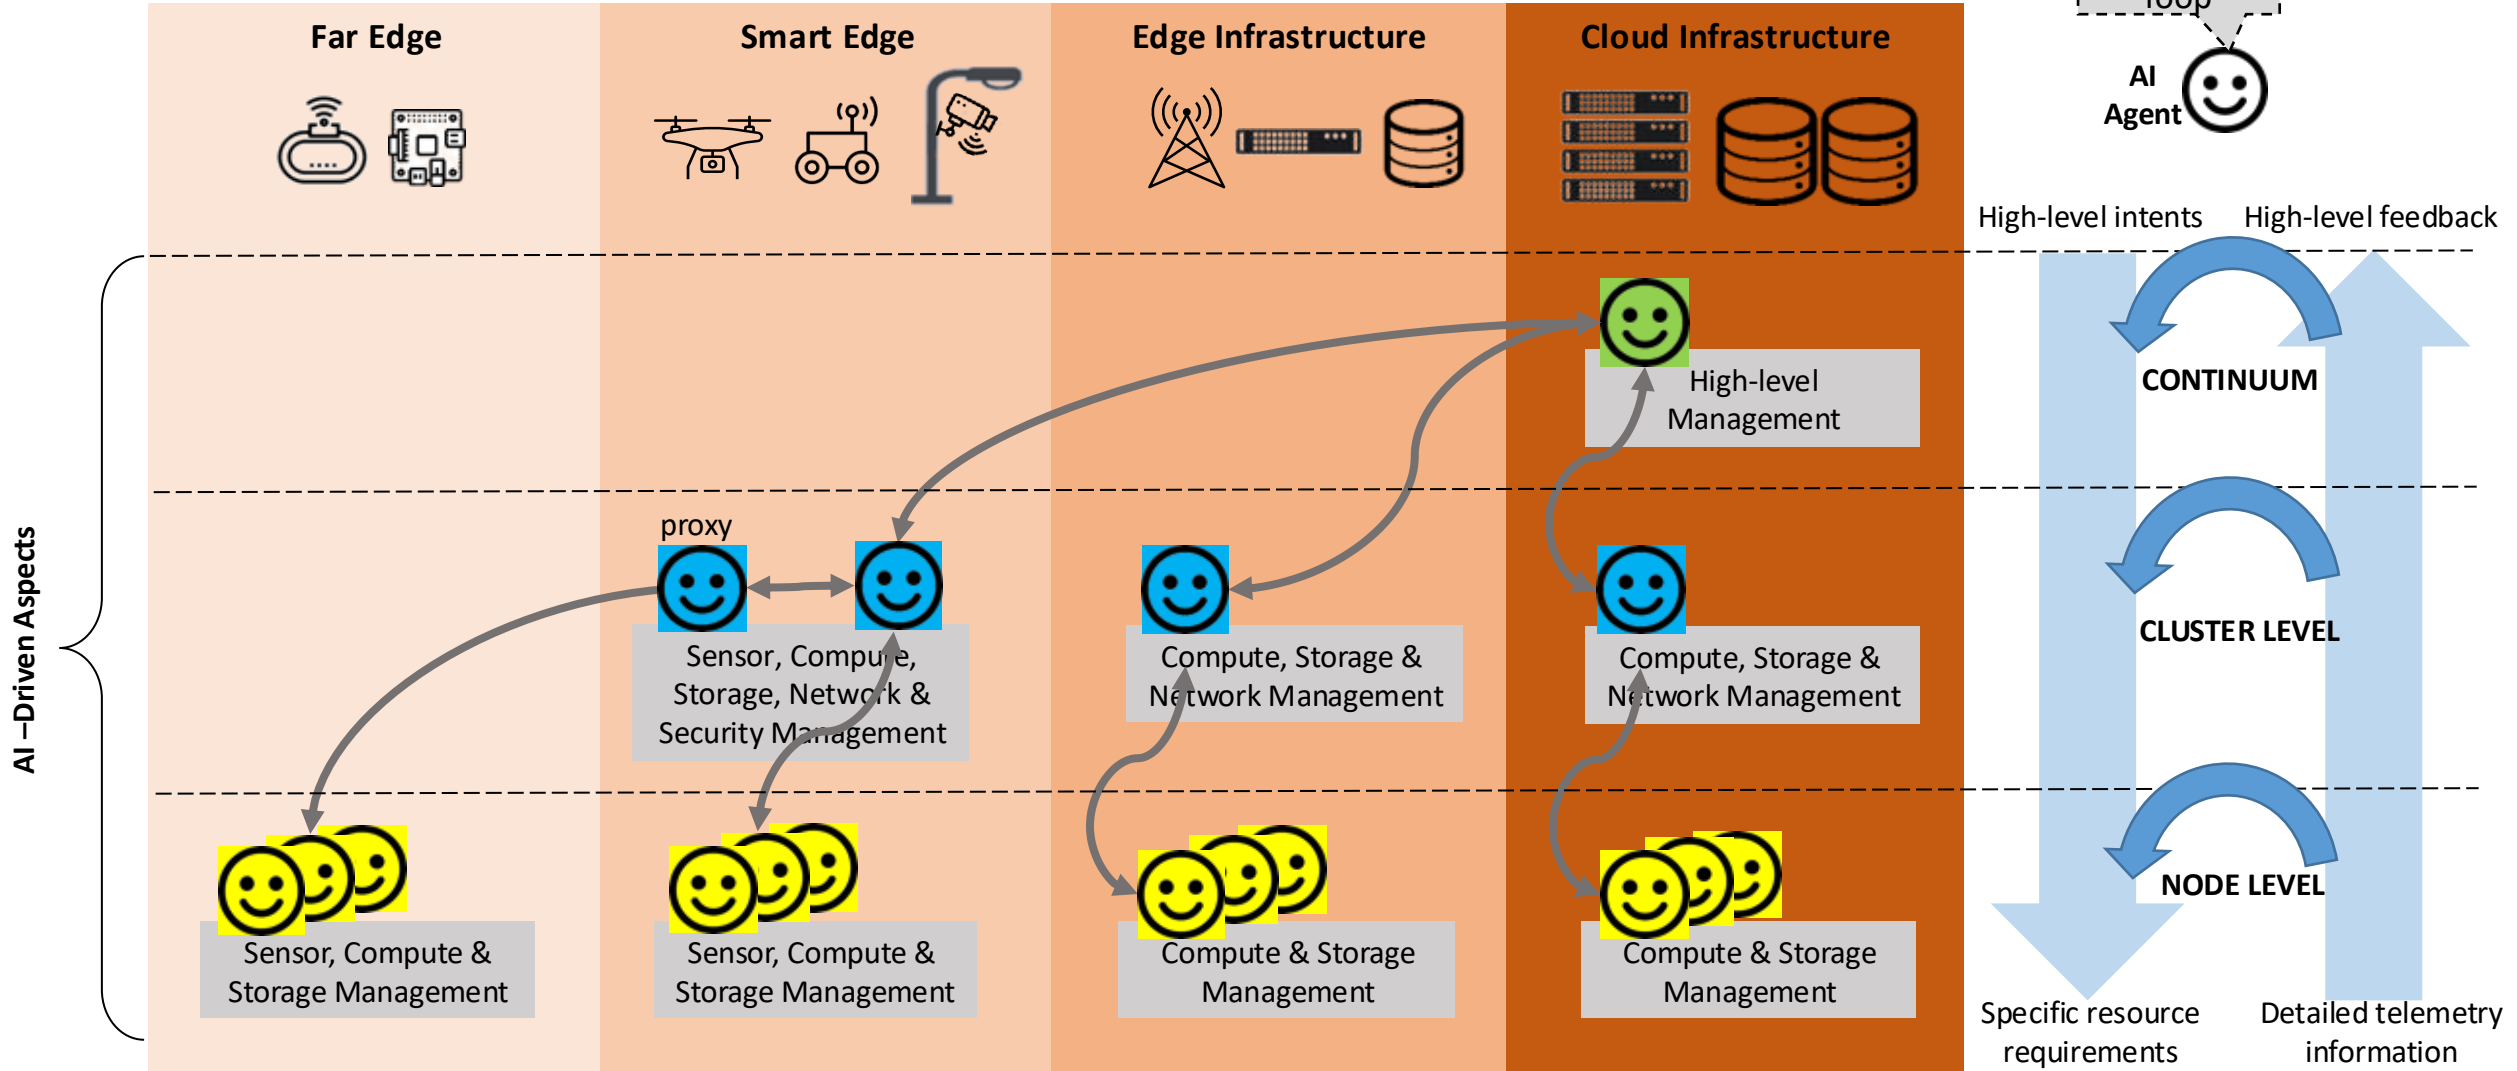 loop
Far Edge
Smart Edge
Edge Infrastructure
Cloud Infrastructure
AI
Agent
High-level intents
High-level feedback
High-level
Management
CONTINUUM
AI –Driven Aspects
proxy
Sensor, Compute,
Storage, Network &
Security Management
Compute, Storage &
Network Management
Compute, Storage &
Network Management
CLUSTER LEVEL
NODE LEVEL
Sensor, Compute &
Storage Management
Sensor, Compute &
Storage Management
Compute & Storage
Management
Compute & Storage
Management
Specific resource
requirements
Detailed telemetry
information